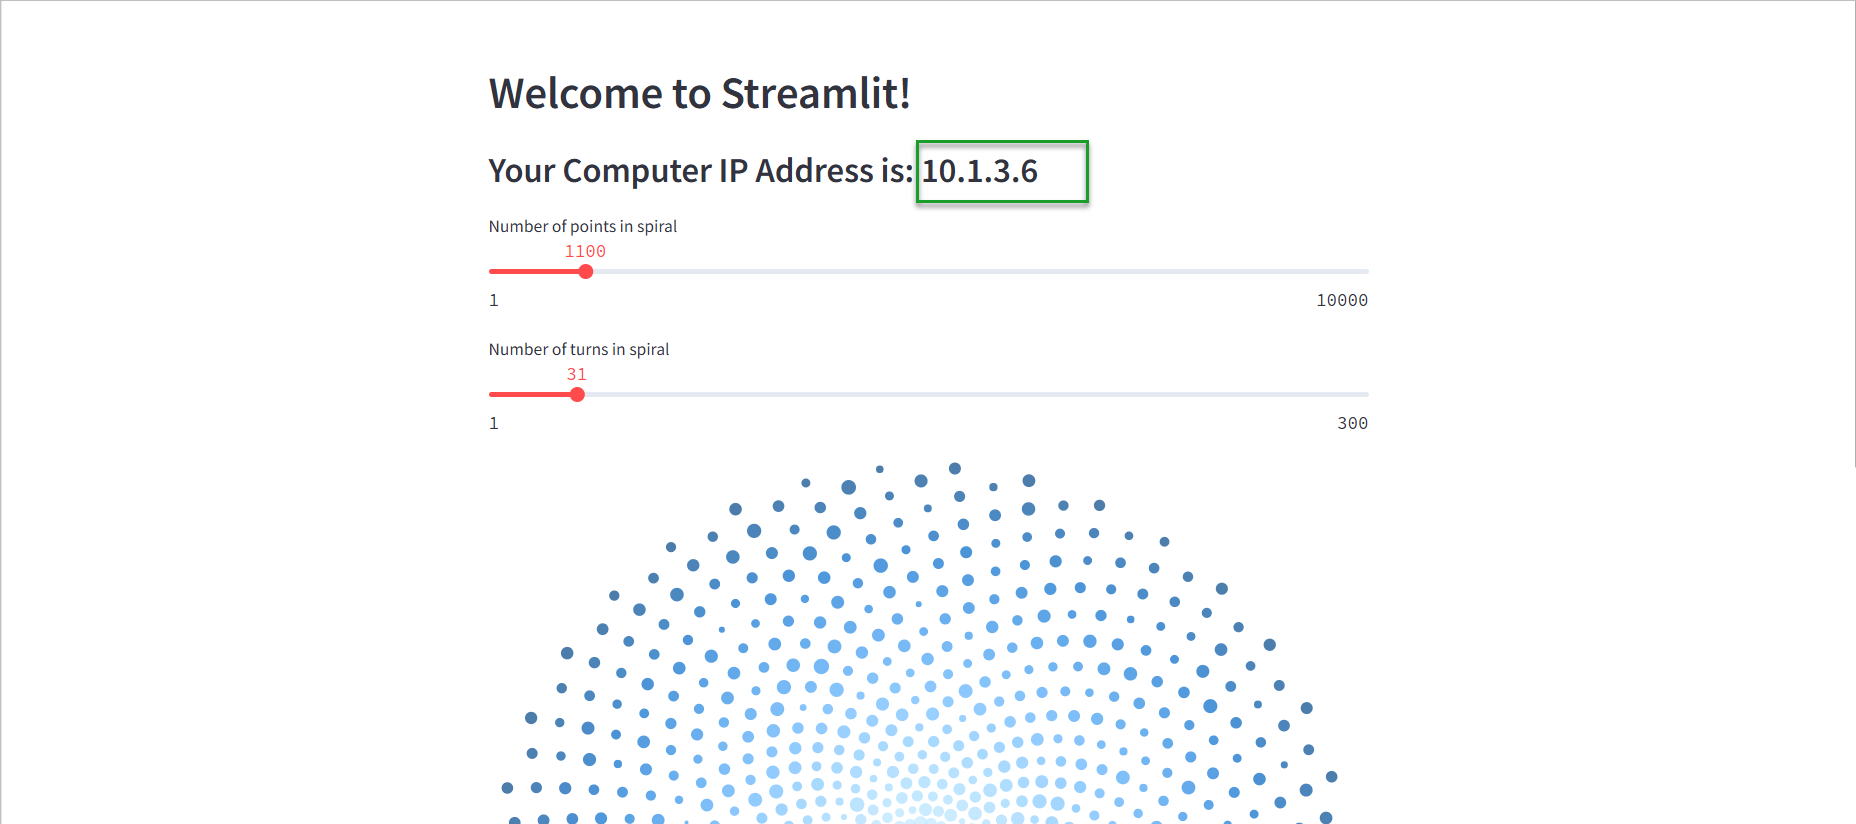 Welcome to Streamlit!
Your Computer IP Address is: 10.1.3.6
Number of points in spiral
1100
1 10000
Number of turns in spiral
31
1 300